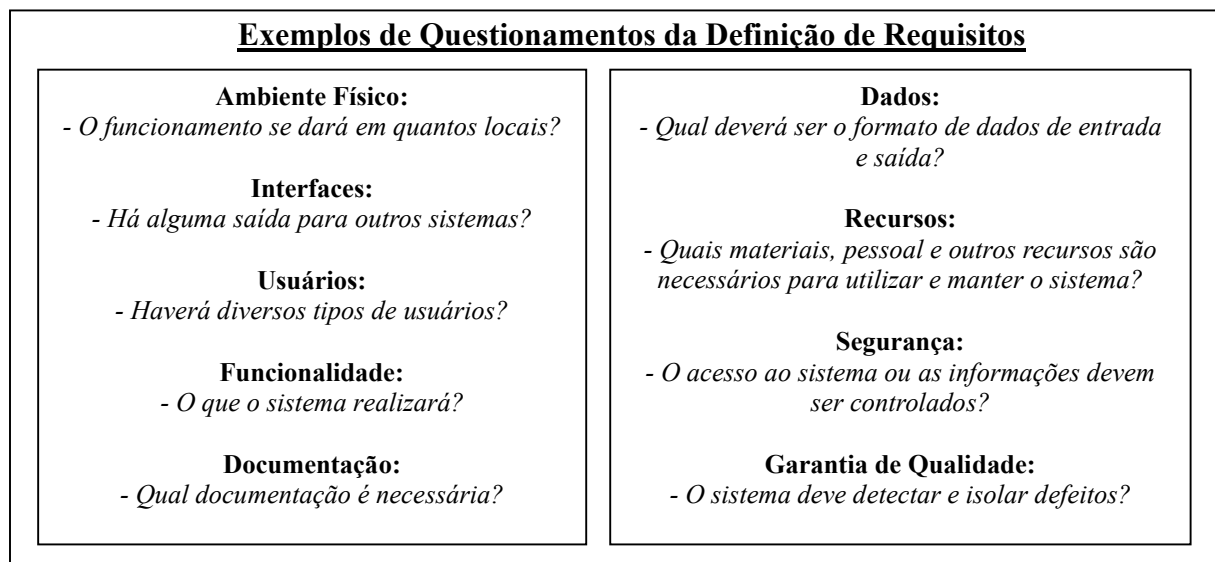 Exemplos de Questionamentos da Definição de Requisitos
Ambiente Físico:
- O funcionamento se dará em quantos locais?
Interfaces:
- Há alguma saída para outros sistemas?
Usuários:
- Haverá diversos tipos de usuários?
Funcionalidade:
- O que o sistema realizará?
Documentação:
- Qual documentação é necessária?
Dados:
- Qual deverá ser o formato de dados de entrada
e saída?
Recursos:
- Quais materiais, pessoal e outros recursos são
necessários para utilizar e manter o sistema?
Segurança:
- O acesso ao sistema ou as informações devem
ser controlados?
Garantia de Qualidade:
- O sistema deve detectar e isolar defeitos?